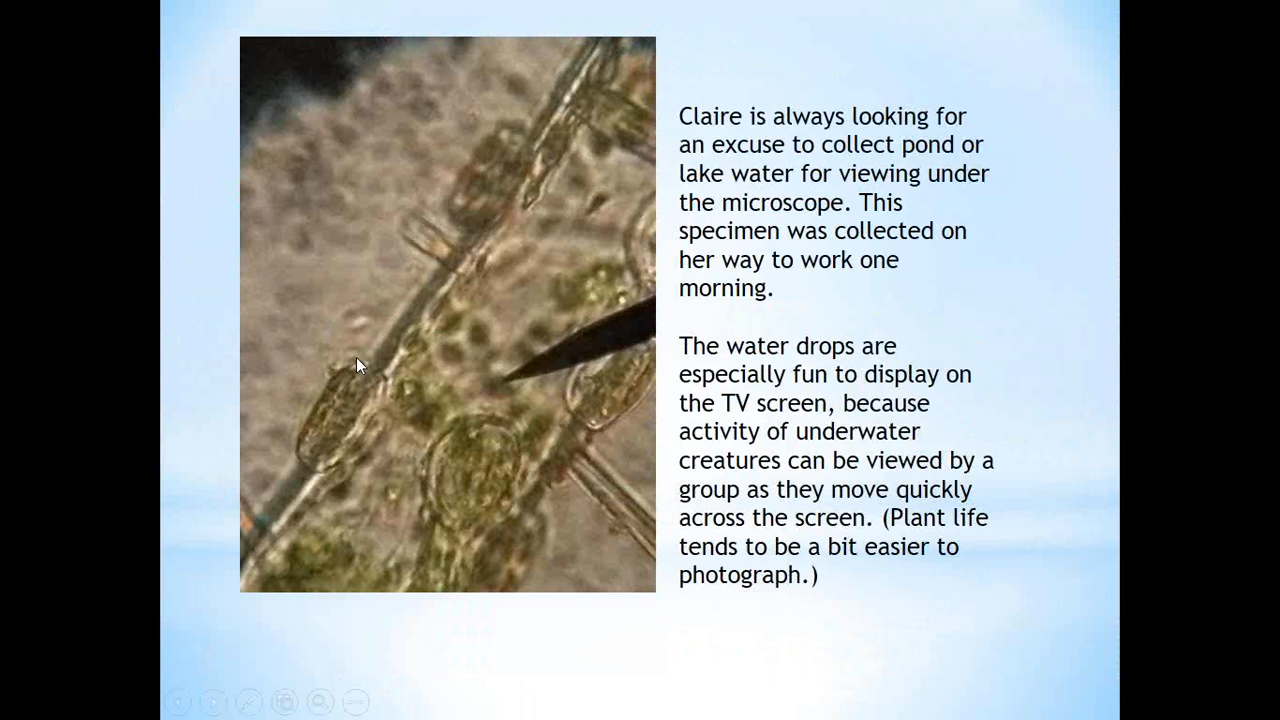 Claire is always looking for
an excuse to collect pond or
lake water for viewing under
the microscope. This
specimen was collected on
her way to work one
morning.
The water drops are
especially fun to display on
the TV screen, because
activity of underwater
creatures can be viewed by a
group as they move quickly
across the screen. (Plant life
tends to be a bit easier to
photograph.)